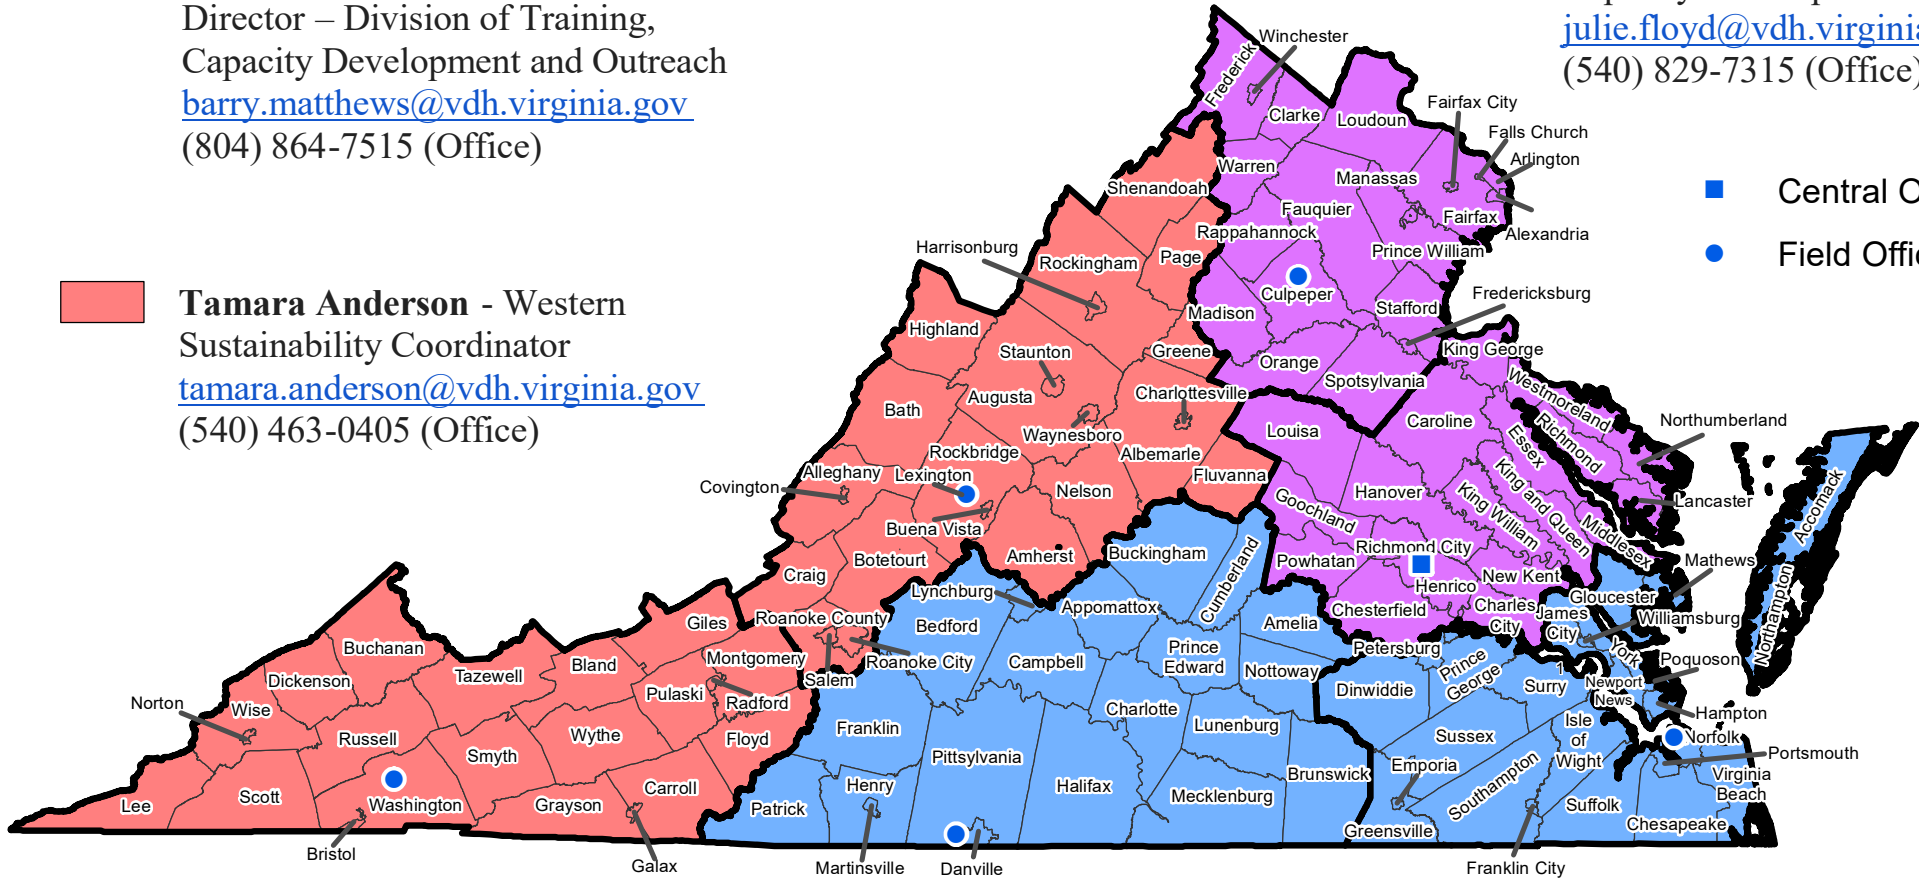 Director – Division of Training,
Capacity Development and Outreach
barry.matthews@vdh.virginia.gov
(804) 864-7515 (Office)
julie.floyd@vdh.virginia
(540) 829-7315 (Office)
Central O
Field Offic
Tamara Anderson - Western
Sustainability Coordinator
tamara.anderson@vdh.virginia.gov
(540) 463-0405 (Office)
Winchester
Frederick
Clarke
Loudoun
Fairfax City
Falls Church
Arlington
Warren
Manassas
Shenandoah
Fauquier
Fairfax
Alexandria
Rappahannock
Prince William
Harrisonburg
Rockingham
Page
Culpeper
Fredericksburg
Stafford
Madison
Highland
Staunton
Greene
Orange
King George
Spotsylvania
Westmoreland
Augusta
Charlottesville
Bath
Louisa
Caroline
Richmond
Northumberland
Waynesboro
Essex
Rockbridge
Albemarle
Alleghany
Lexington
Fluvanna
Covington
Nelson
Hanover
King and Queen
Lancaster
Accomack
Goochland
King William
Buena Vista
Middlesex
Richmond City
Buckingham
Amherst
Botetourt
Powhatan
Mathews
Craig
Cumberland
Henrico
New Kent
Lynchburg
Gloucester
Appomattox
Chesterfield
Charles
City
James
City
Northampton
Williamsburg
Roanoke County
Giles
Bedford
Amelia
Petersburg
Prince
Edward
Buchanan
Montgomery
Roanoke City
Campbell
York
Poquoson
Bland
Nottoway
Prince
George
Tazewell
Salem
Dickenson
Pulaski
Dinwiddie
Surry
Newport
News
Norton
Wise
Radford
Charlotte
Hampton
Franklin
Lunenburg
Isle
of
Wight
Russell
Wythe
Floyd
Sussex
Norfolk
Smyth
Pittsylvania
Portsmouth
Emporia
Brunswick
Virginia
Beach
Henry
Halifax
Southampton
Carroll
Scott
Mecklenburg
Lee
Washington
Grayson
Patrick
Suffolk
Greensville
Chesapeake
Bristol
Galax
Martinsville
Danville
Franklin City